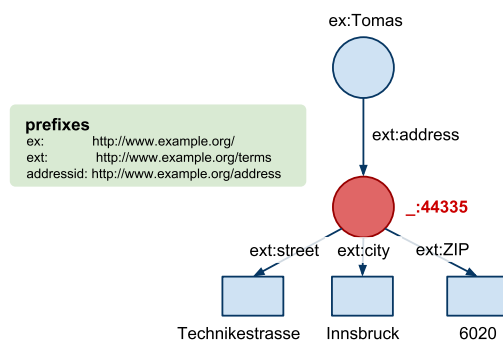 ex:Tomas
prefixes
ex: http://www.example.org/
ext: http://www.example.org/terms
addressid: http://www.example.org/address
ext:address
_:44335
ext:street
ext:city
ext:ZIP
Technikestrasse
Innsbruck
6020